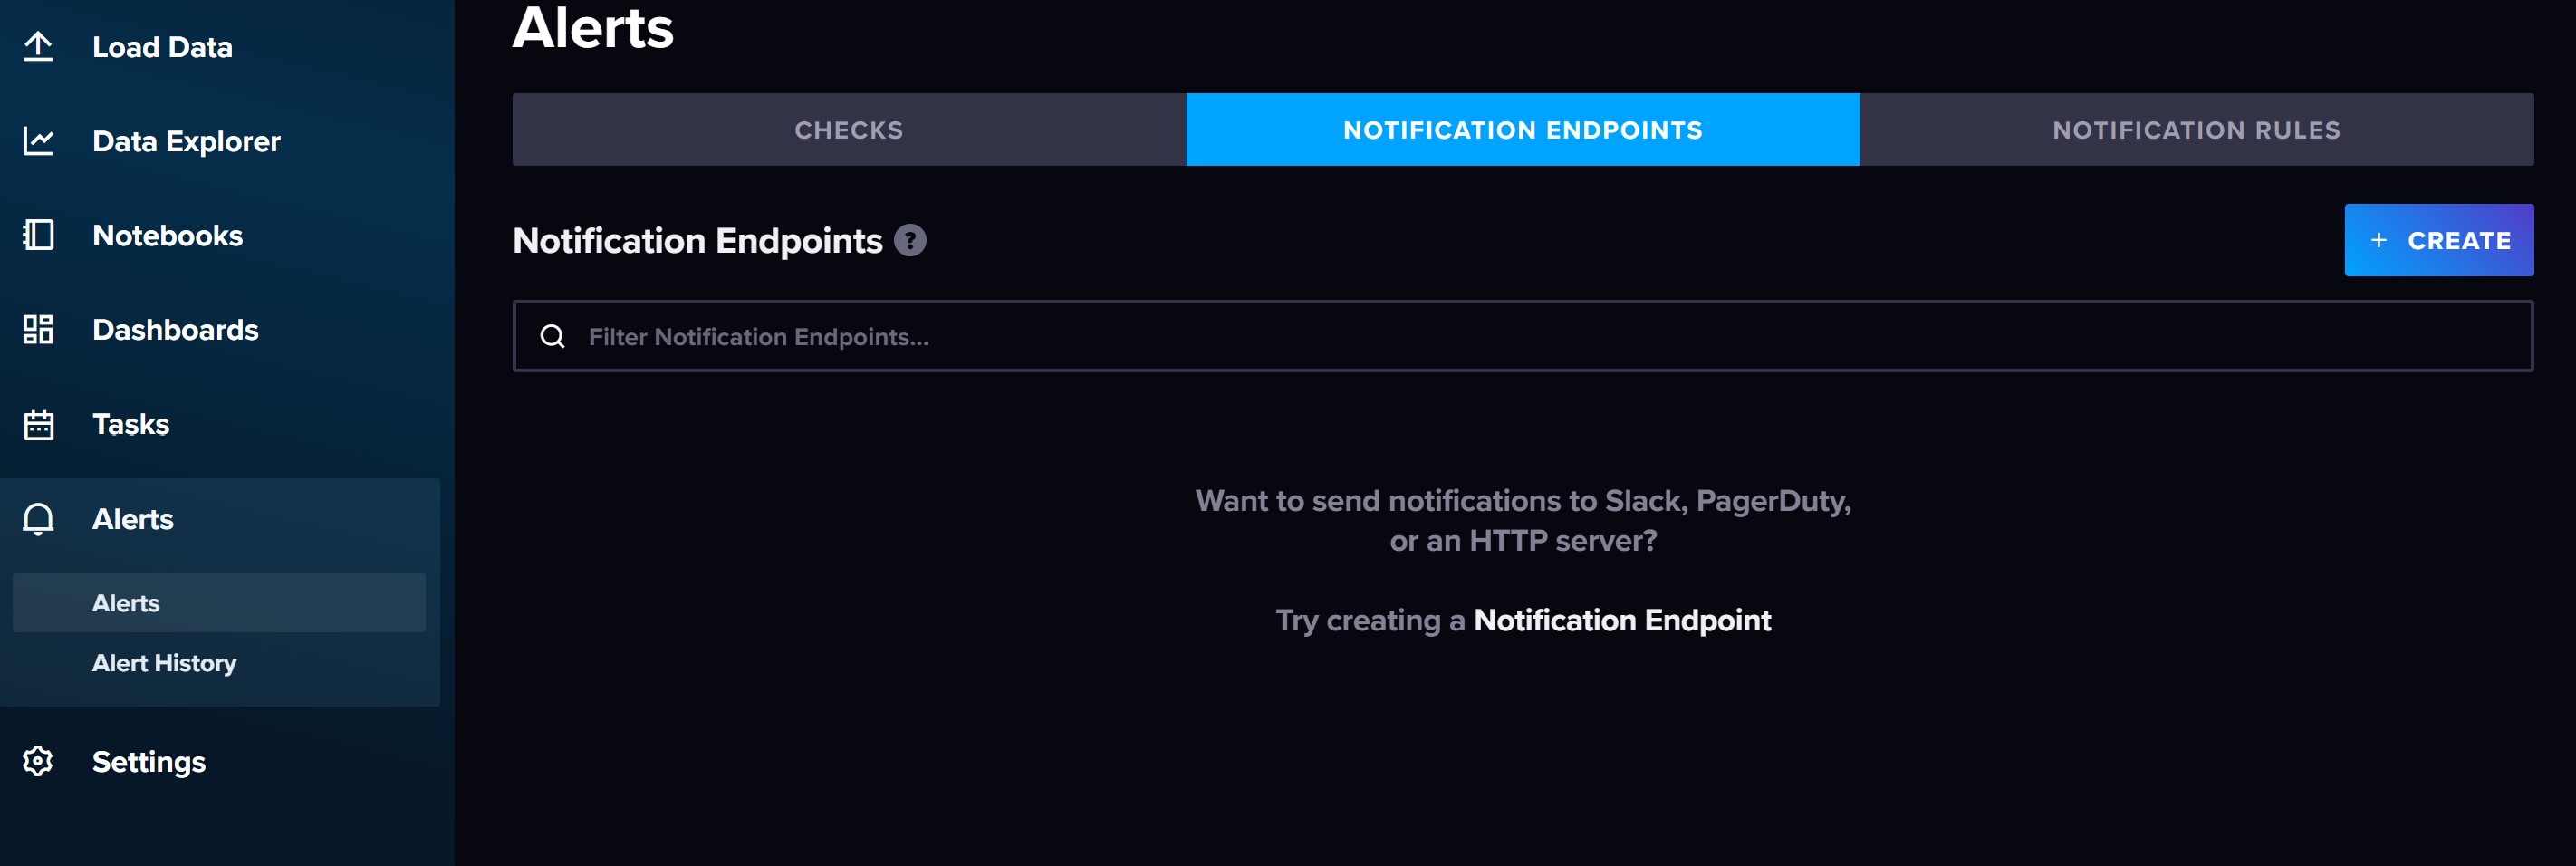 Load Data
Data Explorer
Notebooks
Dashboards
Tasks
Alerts
Alerts
Alert History
Settings
Alerts
CHECKS
NOTIFICATION ENDPOINTS
NOTIFICATION RULES
Notification Endpoints ?
+ CREATE
Filter Notification Endpoints...
Want to send notifications to Slack, PagerDuty,
or an HTTP server?
Try creating a Notification Endpoint